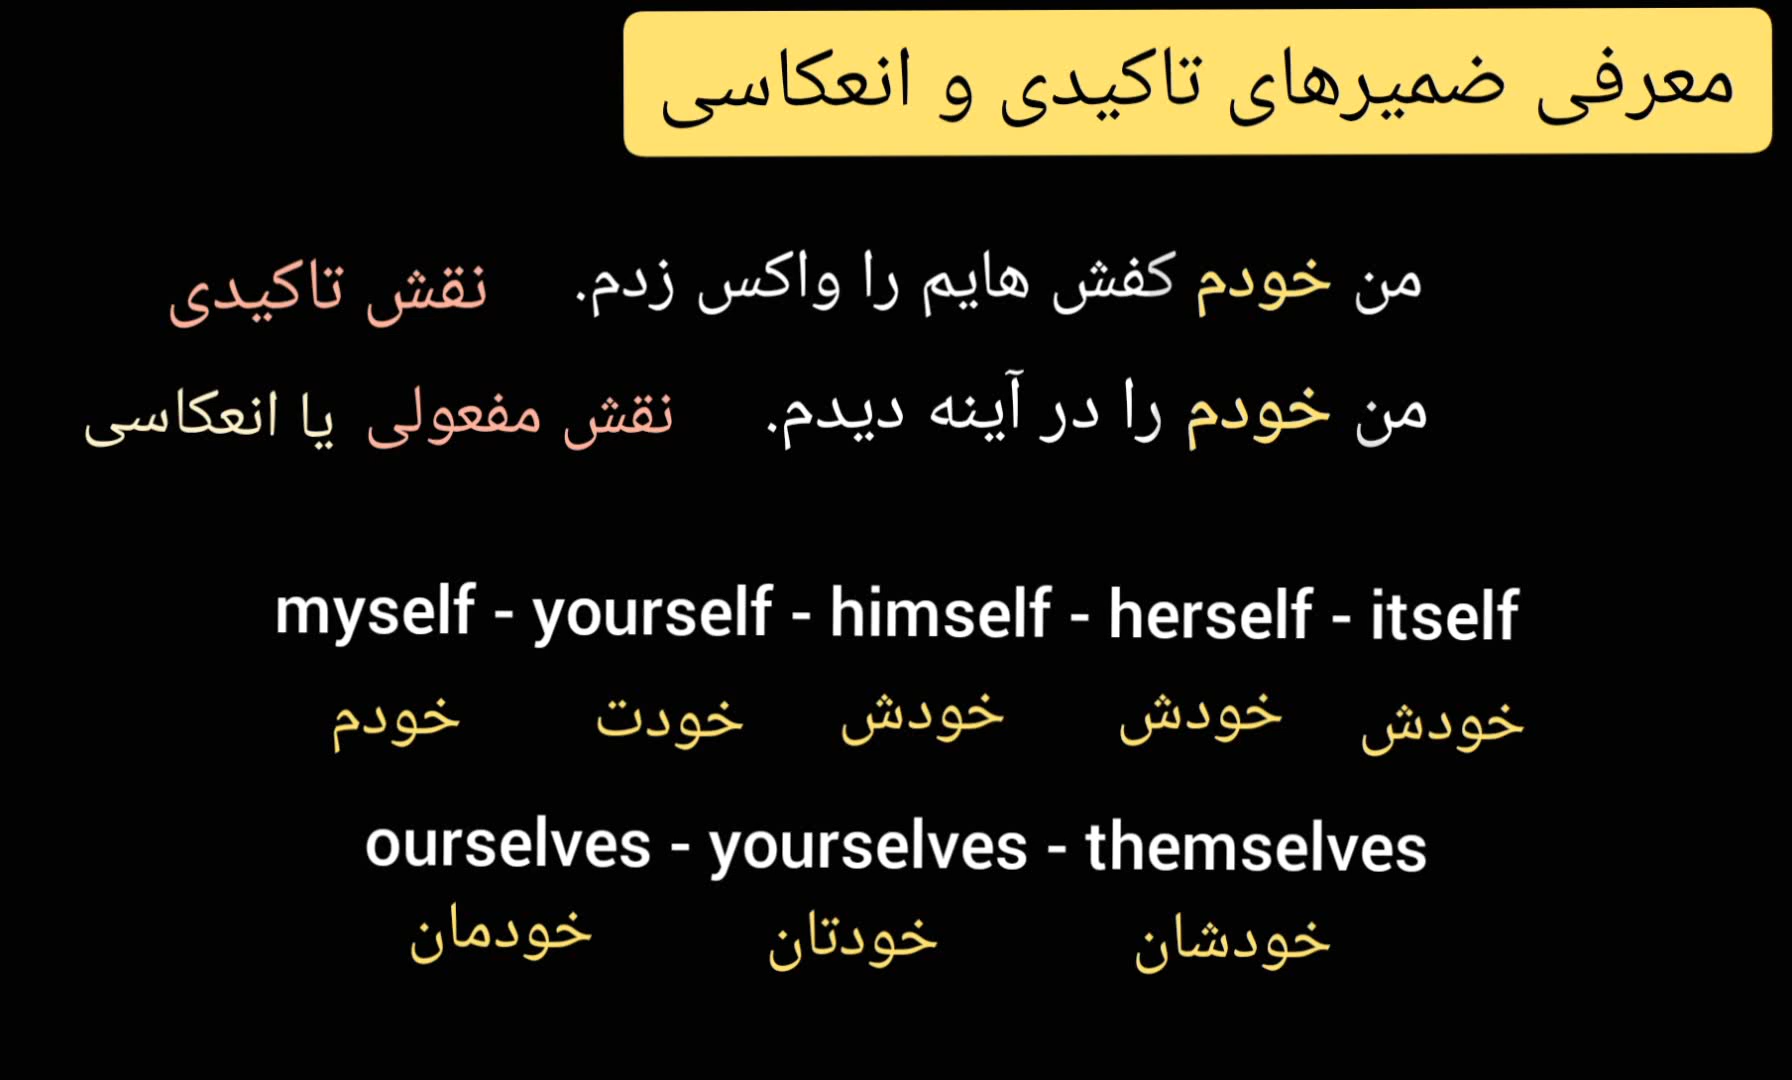 معرفی ضمیرهای تاکیدی و انعکاسی
من خودم کفش هایم را واکس زدم. نقش تاکیدی
من خودم را در آینه دیدم. نقش مفعولی یا انعکاسی
myself - yourself - himself - herself - itself
خودم خودت خودش خودش خودش
ourselves - yourselves - themselves
خودمان خودتان خودشان